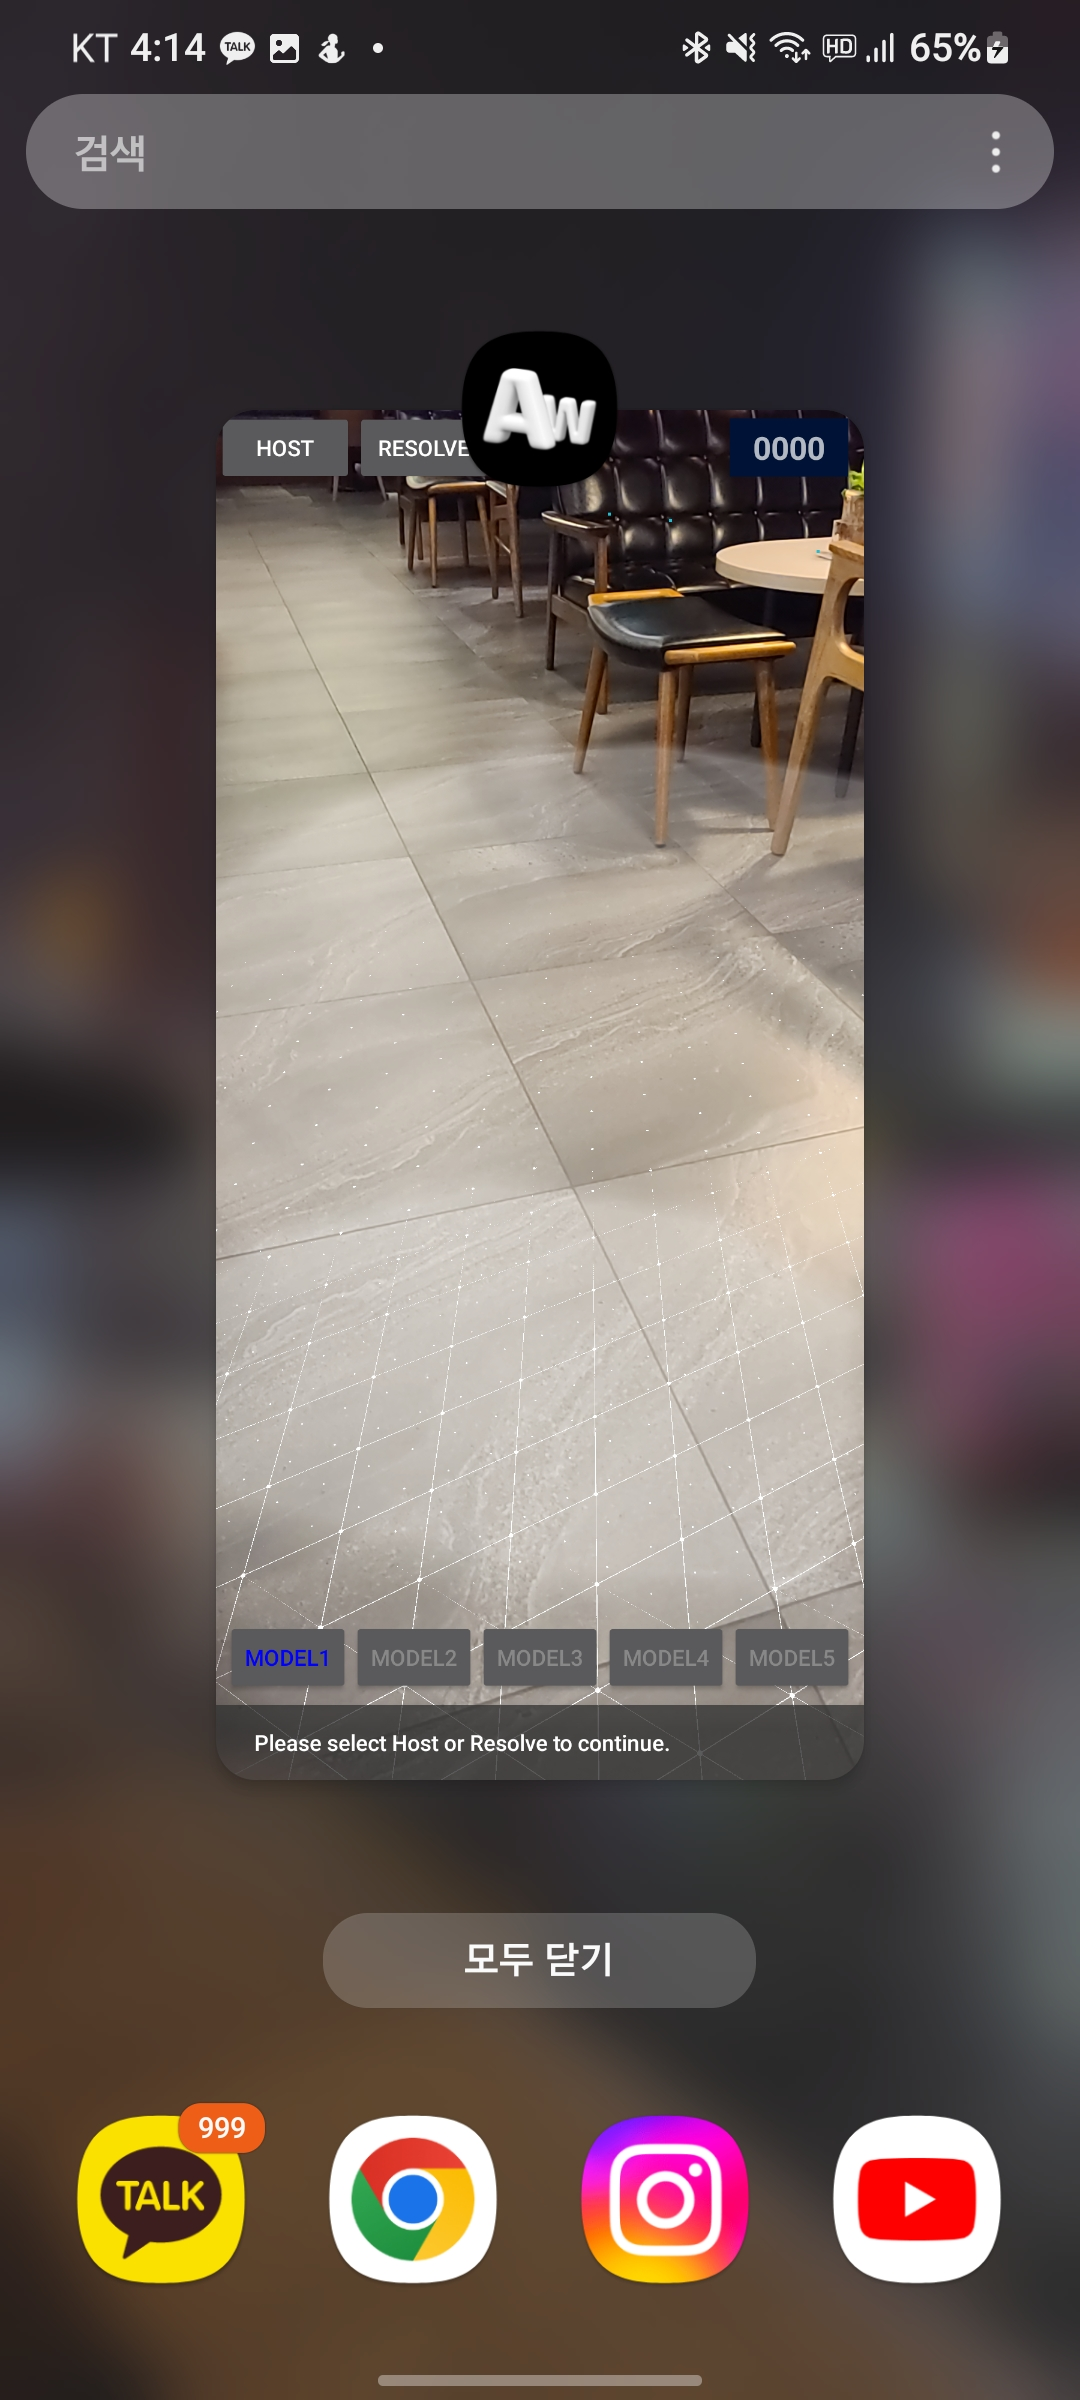 KT 4:14 TALK HD 65%
검색
Aw
HOST RESOLVE 0000
MODEL1 MODEL2 MODEL3 MODEL4 MODEL5
Please select Host or Resolve to continue.
모두 닫기
999
TALK